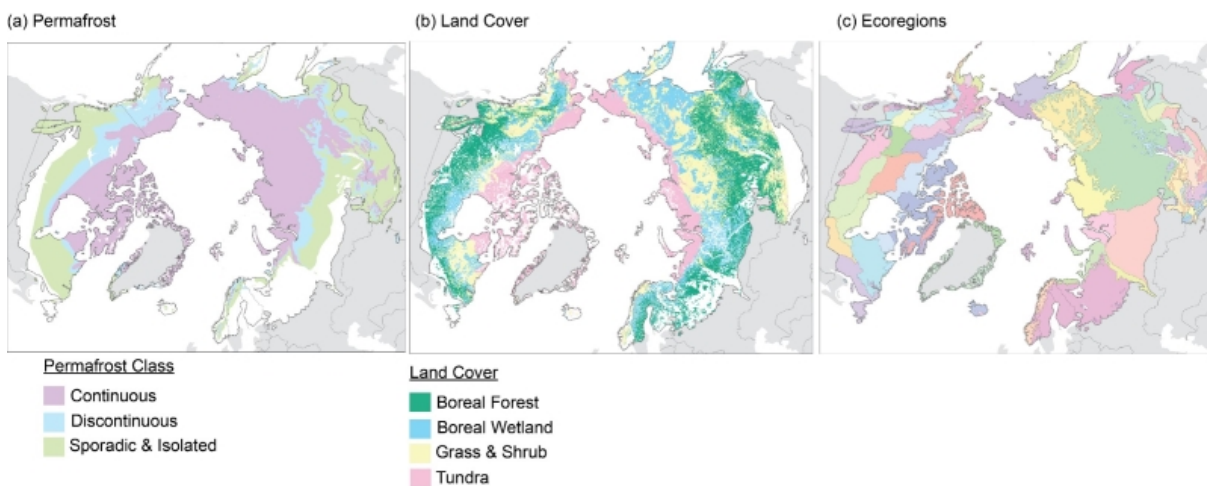 (a) Permafrost
(b) Land Cover
(c) Ecoregions
Permafrost Class
Continuous
Discontinuous
Sporadic & Isolated
Land Cover
Boreal Forest
Boreal Wetland
Grass & Shrub
Tundra